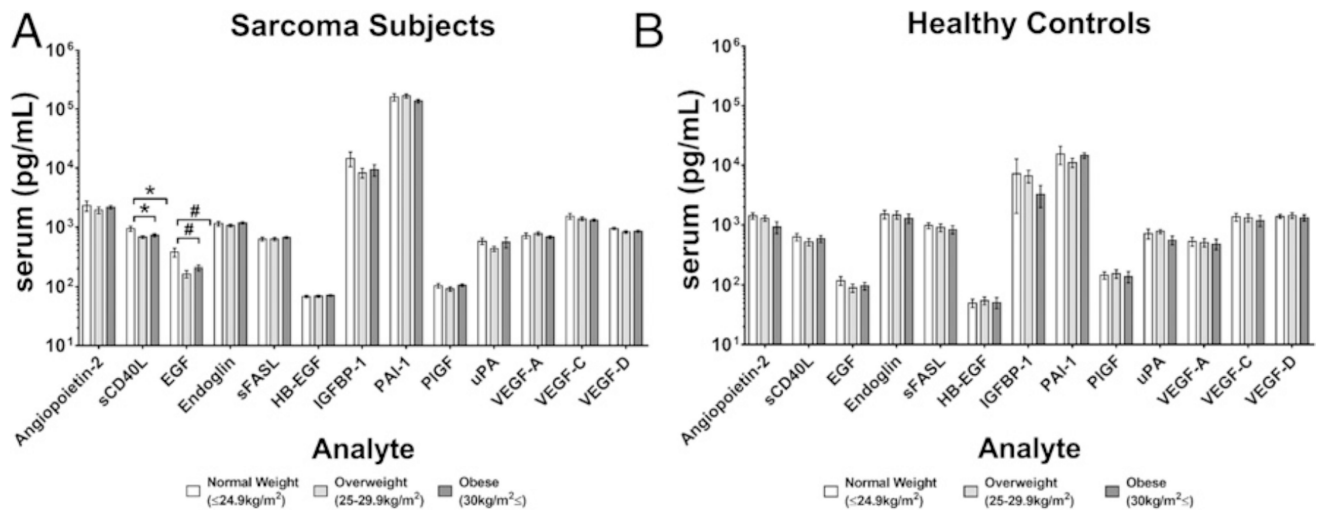 A
Sarcoma Subjects
serum (pg/mL)
10⁶
10⁵
10⁴
10³
10²
10¹
*
*
#
#
Angiopoietin-2
sCD40L
EGF
Endoglin
sFASL
HB-EGF
IGFBP-1
PAI-1
PlGF
uPA
VEGF-A
VEGF-C
VEGF-D
Analyte
Normal Weight
(≤24.9kg/m²)
Overweight
(25-29.9kg/m²)
Obese
(30kg/m²≤)
B
Healthy Controls
serum (pg/mL)
10⁶
10⁵
10⁴
10³
10²
10¹
Angiopoietin-2
sCD40L
EGF
Endoglin
sFASL
HB-EGF
IGFBP-1
PAI-1
PlGF
uPA
VEGF-A
VEGF-C
VEGF-D
Analyte
Normal Weight
(≤24.9kg/m²)
Overweight
(25-29.9kg/m²)
Obese
(30kg/m²≤)